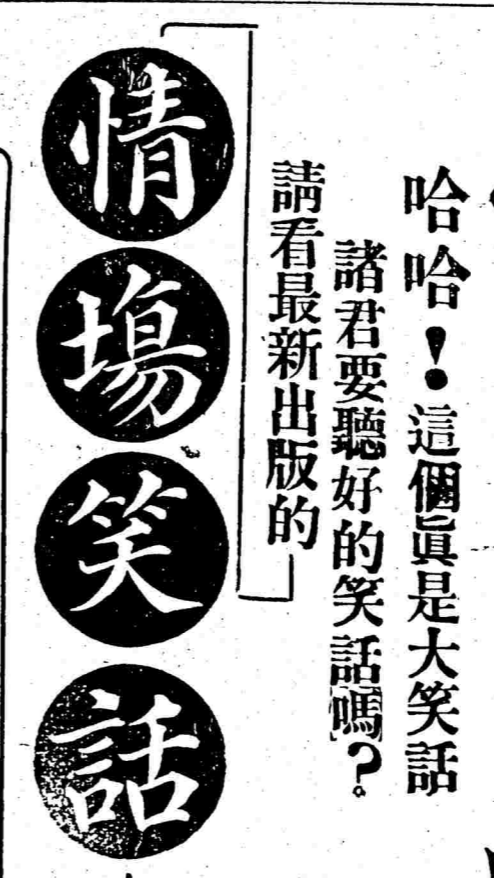 哈哈！這個眞是大笑話
諸君要聽好的笑話嗎？
請看最新出版的
情場笑話